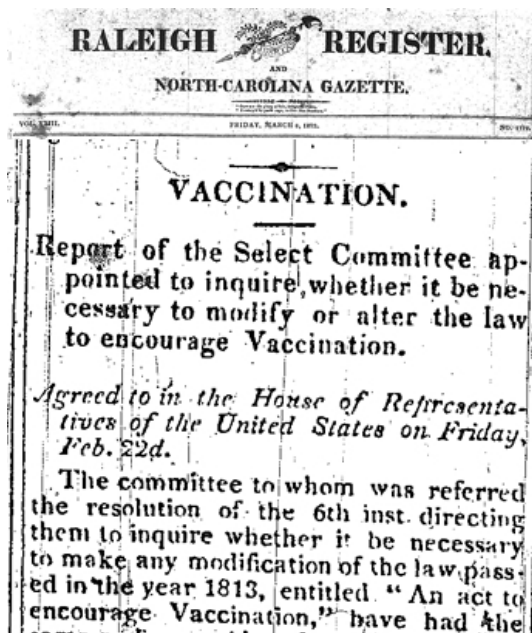 RALEIGH REGISTER,
AND
NORTH-CAROLINA GAZETTE.
VOL. XXIII.
FRIDAY, MARCH
NO.
VACCINATION.
Report of the Select Committee ap-
pointed to inquire, whether it be ne-
cessary to modify or alter the law
to encourage Vaccination.
Agreed to in the House of Representa-
tives of the United States on Friday,
Feb. 22d.
The committee to whom was referred
the resolution of the 6th inst. directing
them to inquire whether it be necessary
to make any modification of the law pass-
ed in the year 1813, entitled "An act to
encourage Vaccination," have had the